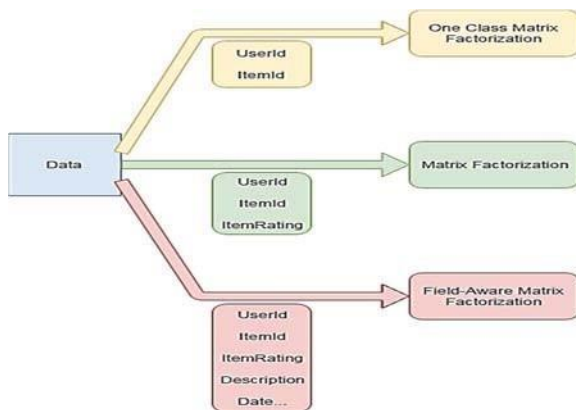 One Class Matrix
Factorization
UserId
ItemId
Data
Matrix Factorization
UserId
ItemId
ItemRating
Field-Aware Matrix
Factorization
UserId
ItemId
ItemRating
Description
Date...